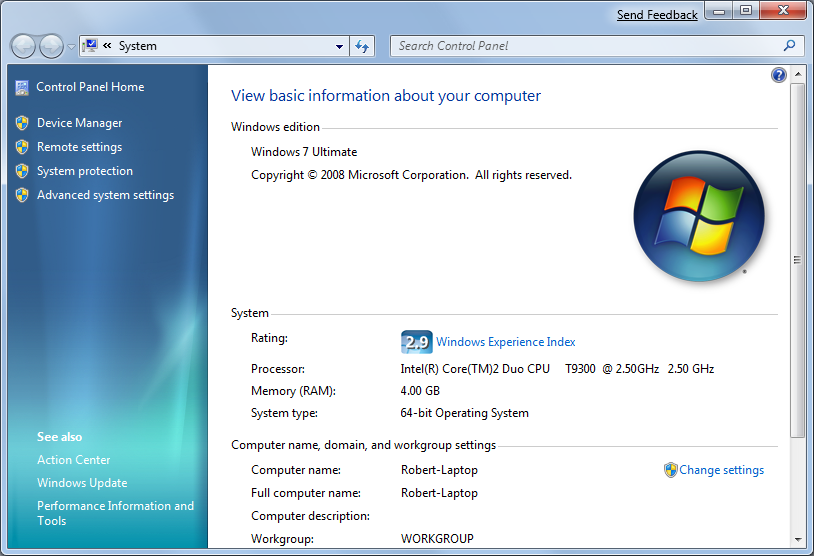 Send Feedback
System
Search Control Panel
Control Panel Home
Device Manager
Remote settings
System protection
Advanced system settings
See also
Action Center
Windows Update
Performance Information and
Tools
View basic information about your computer
Windows edition
Windows 7 Ultimate
Copyright © 2008 Microsoft Corporation.  All rights reserved.
System
Rating:
2.9 Windows Experience Index
Processor: Intel(R) Core(TM)2 Duo CPU     T9300  @ 2.50GHz   2.50 GHz
Memory (RAM): 4.00 GB
System type: 64-bit Operating System
Computer name, domain, and workgroup settings
Computer name: Robert-Laptop Change settings
Full computer name: Robert-Laptop
Computer description:
Workgroup: WORKGROUP